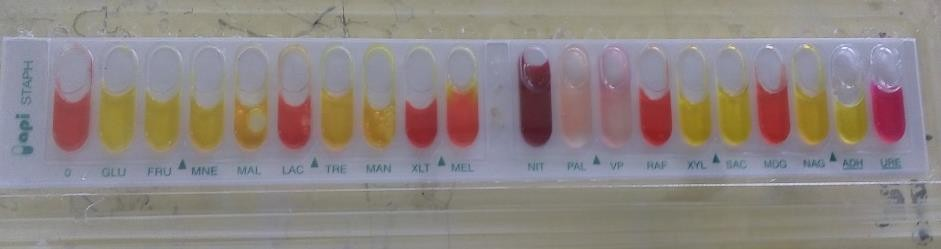 api STAPH
0 GLU FRU MNE MAL LAC TRE MAN XLT MEL NIT PAL VP RAF XYL SAC MDG NAG ADH URE